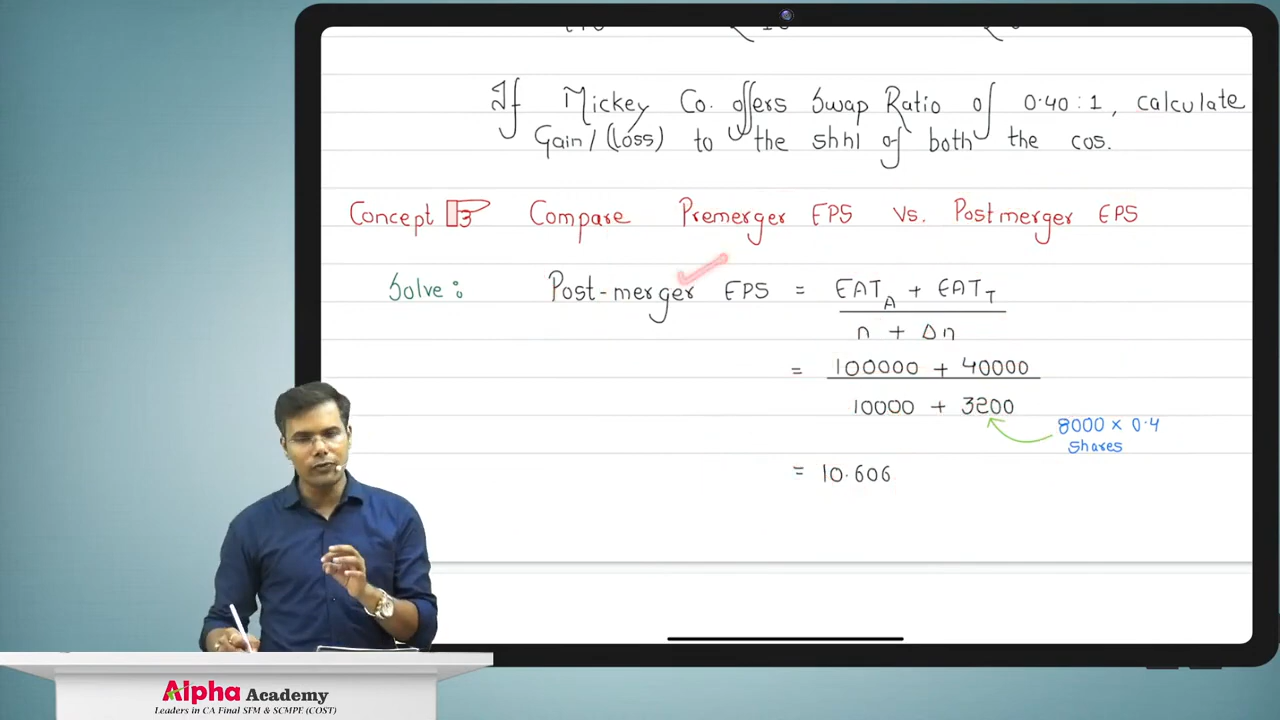 If Mickey Co. offers Swap Ratio of 0.40 : 1, calculate
Gain / (Loss) to the shhl of both the cos.
Concept Compare Premerger EPS Vs. Postmerger EPS
Solve : Post-merger EPS = EAT_A + EAT_T
n + Δn
= 100000 + 40000
10000 + 3200
8000 × 0.4
Shares
= 10.606
Alpha Academy
Leaders in CA Final SFM & SCMPE (COST)